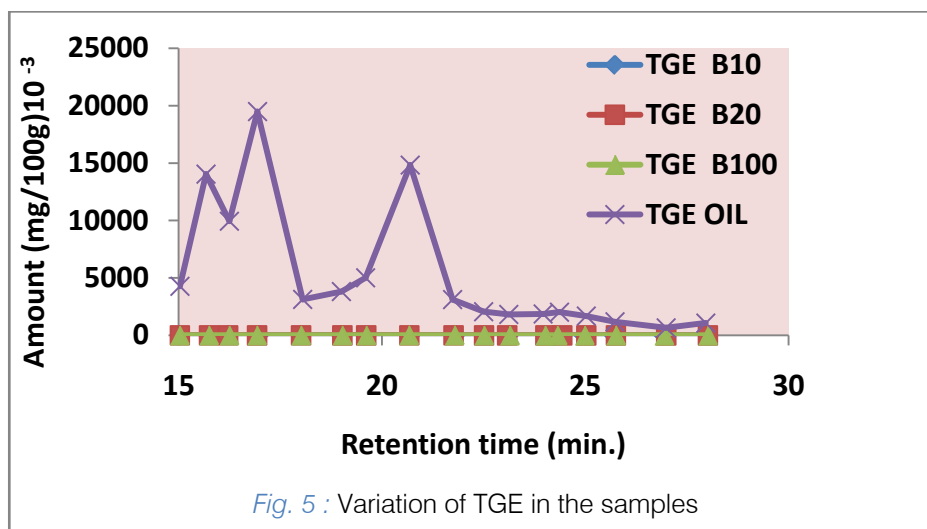 25000
20000
15000
10000
5000
0
Amount (mg/100g)10 -3
TGE B10
TGE B20
TGE B100
TGE OIL
15 20 25 30
Retention time (min.)
Fig. 5 : Variation of TGE in the samples